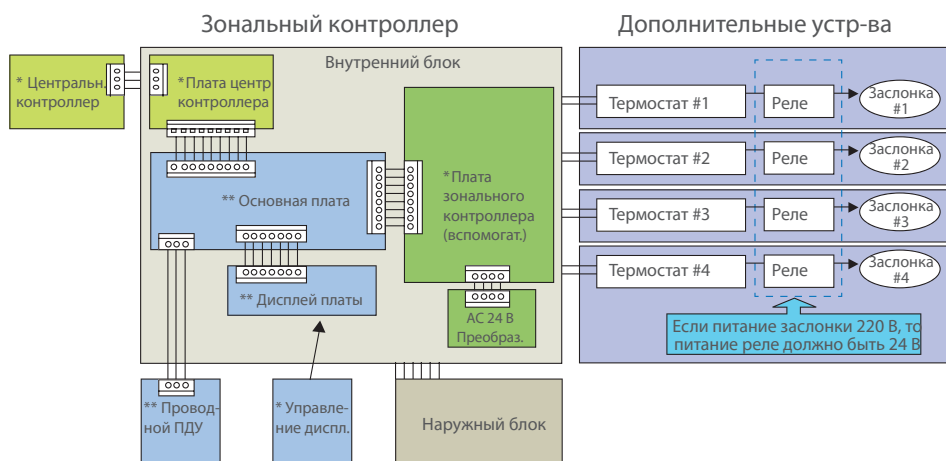 Зональный контроллер
Дополнительные устр-ва
Внутренний блок
* Центральн.
контроллер
* Плата центр
контроллера
** Основная плата
* Плата
зонального
контроллера
(вспомогат.)
** Дисплей платы
АС 24 В
Преобраз.
** Провод-
ной ПДУ
* Управле-
ние диспл.
Наружный блок
Термостат #1
Реле
Заслонка
#1
Термостат #2
Реле
Заслонка
#2
Термостат #3
Реле
Заслонка
#3
Термостат #4
Реле
Заслонка
#4
Если питание заслонки 220 В, то
питание реле должно быть 24 В